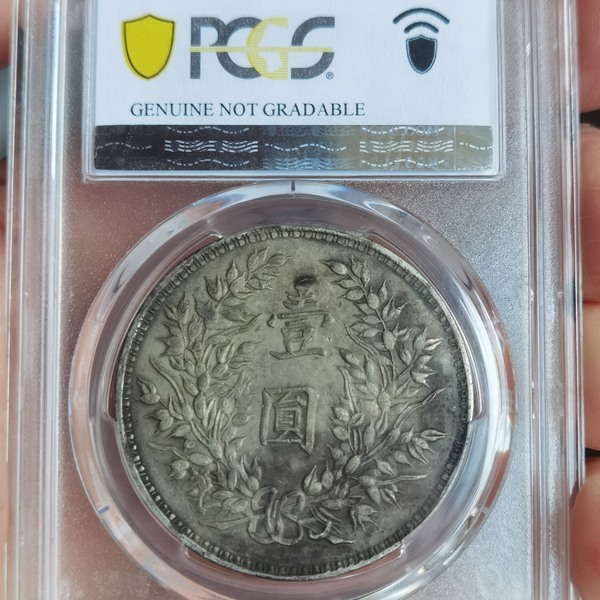 PCGS®
GENUINE NOT GRADABLE
壹
圓